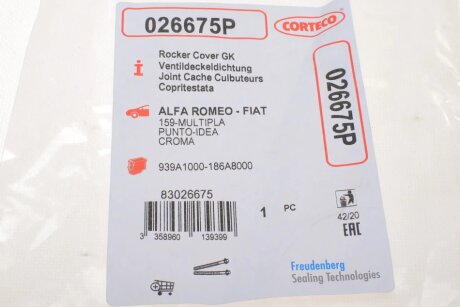 026675P
CORTECO
Rocker Cover GK
Ventildeckeldichtung
Joint Cache Culbuteurs
Copritestata
026675P
ALFA ROMEO - FIAT
159-MULTIPLA
PUNTO-IDEA
CROMA
939A1000-186A8000
83026675
3 358960 139399
1 PC
42/20
EAC
Freudenberg
Sealing Technologies